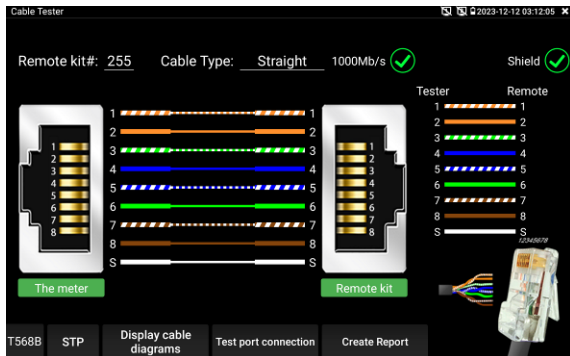 Cable Tester
2023-12-12 03:12:05 ×
Remote kit#: 255 Cable Type: Straight 1000Mb/s Shield
Tester Remote
1 1 1 1
2 2 2 2
3 3 3 3
4 4 4 4
5 5 5 5
6 6 6 6
7 7 7 7
8 8 8 8
S S S S
1 1
2 2
3 3
4 4
5 5
6 6
7 7
8 8
12345678
The meter Remote kit
T568B STP Display cable diagrams Test port connection Create Report